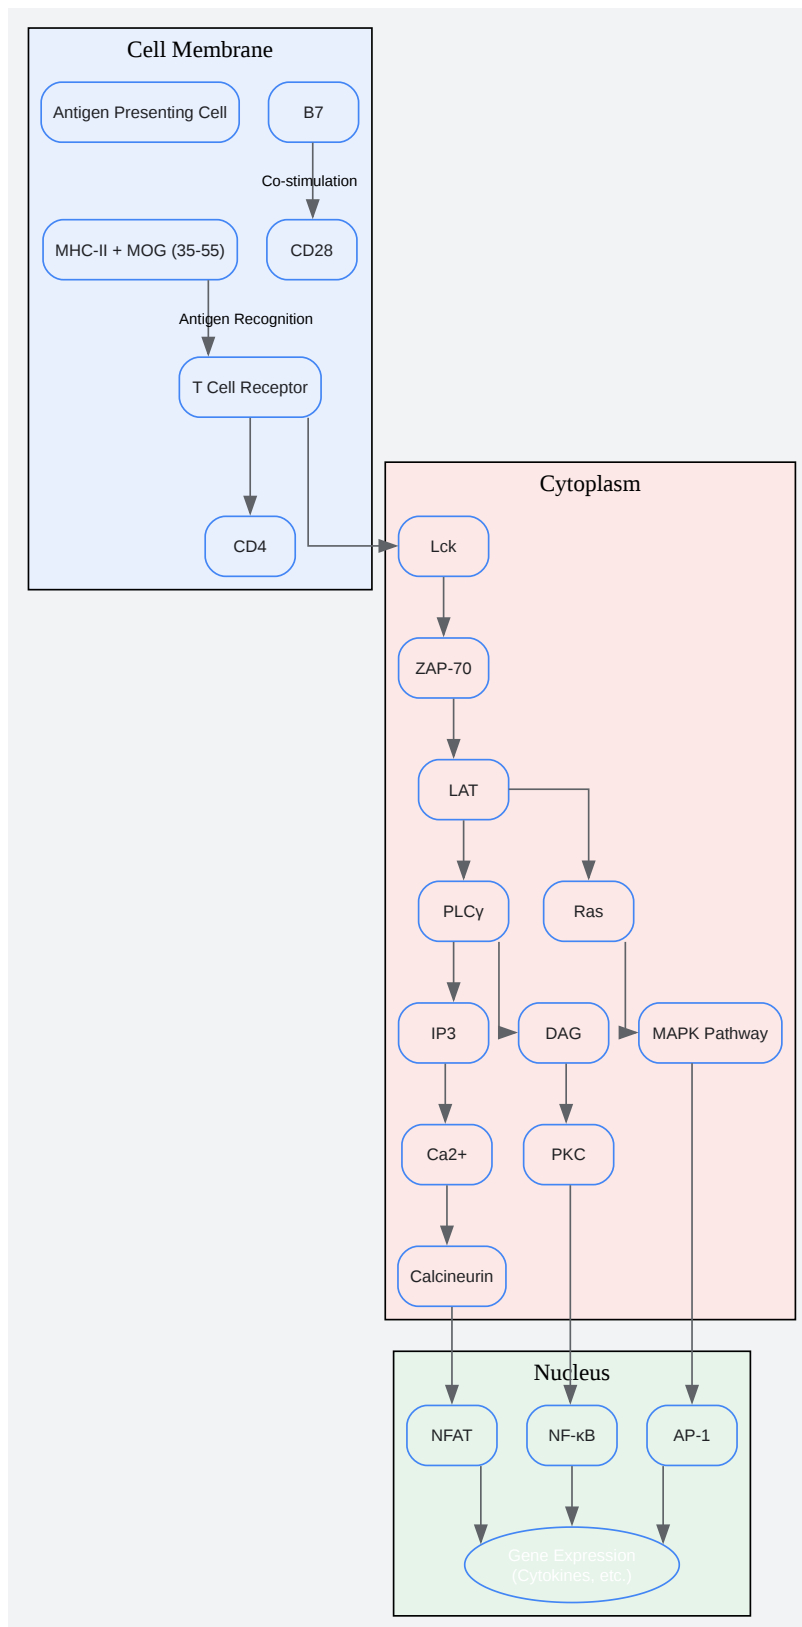 Cell Membrane
Antigen Presenting Cell
B7
Co-stimulation
MHC-II + MOG (35-55)
CD28
Antigen Recognition
T Cell Receptor
CD4
Cytoplasm
Lck
ZAP-70
LAT
PLCγ
Ras
IP3
DAG
MAPK Pathway
Ca2+
PKC
Calcineurin
Nucleus
NFAT
NF-κB
AP-1
Gene Expression
(Cytokines, etc.)